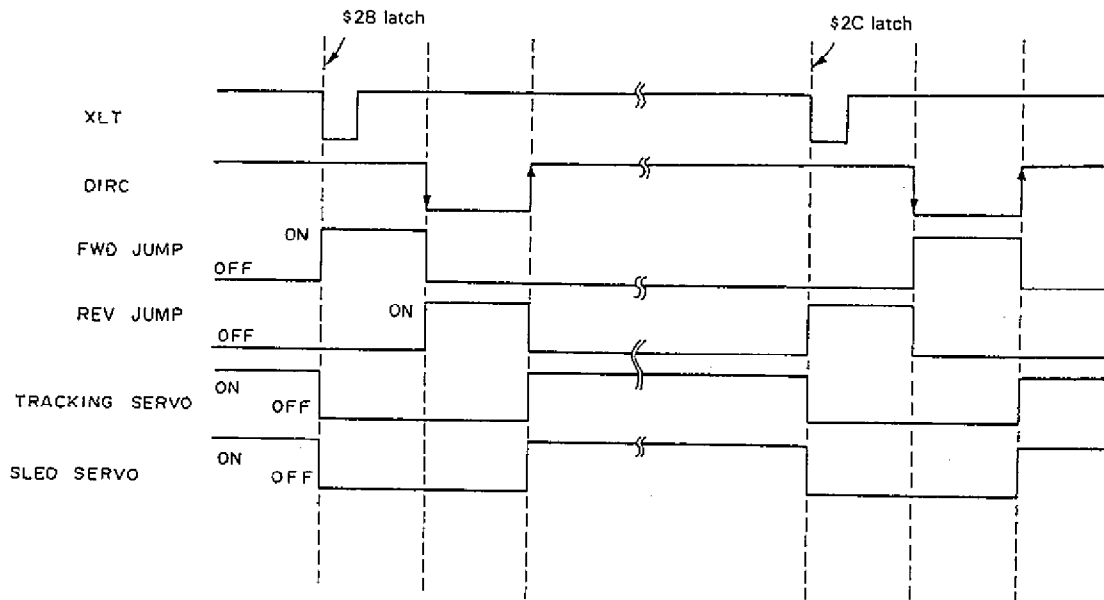 $2B latch
$2C latch
XLT
DIRC
ON
FWD JUMP
OFF
REV JUMP
ON
OFF
ON
TRACKING SERVO
OFF
ON
SLED SERVO
OFF